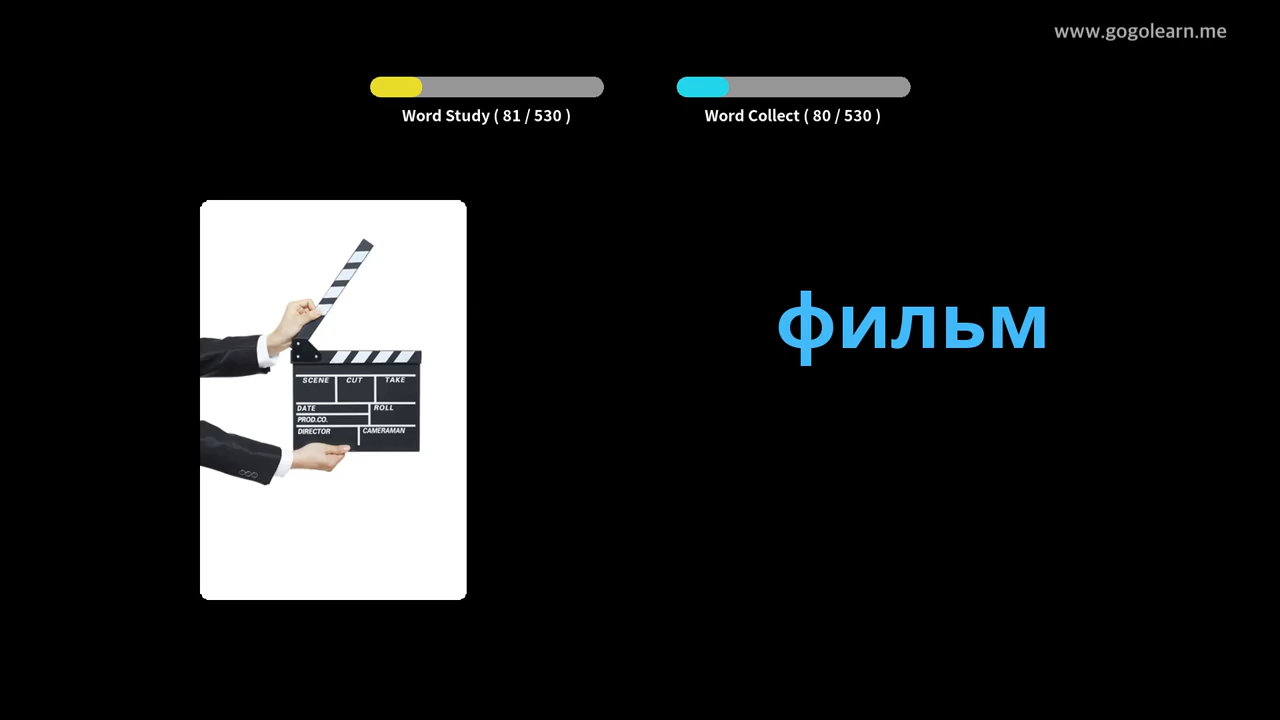 www.gogolearn.me
Word Study ( 81 / 530 )
Word Collect ( 80 / 530 )
SCENE CUT TAKE
DATE ROLL
PROD.CO.
DIRECTOR CAMERAMAN
фильм